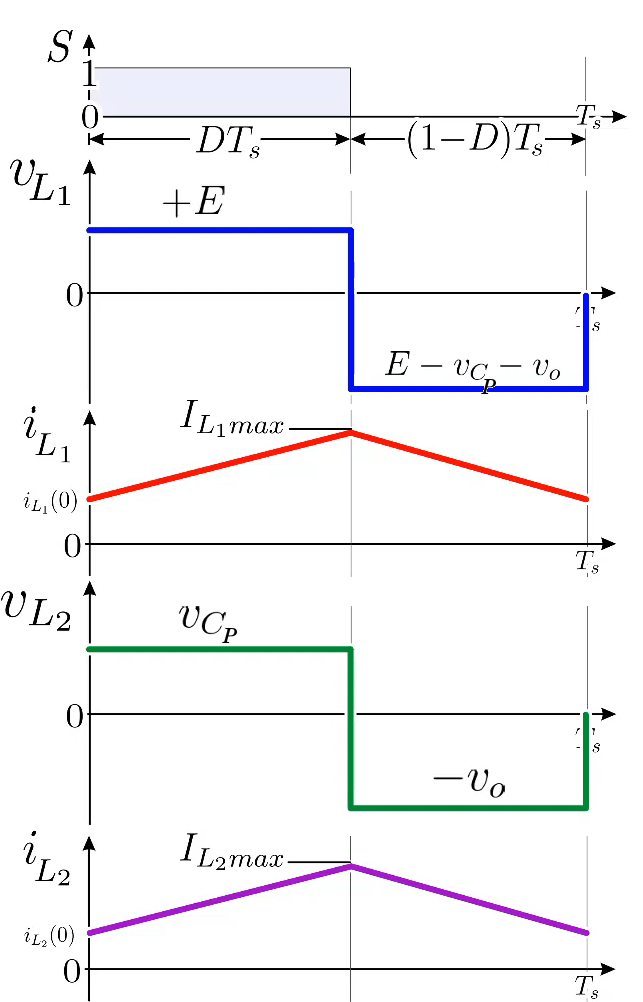 S
1
0
T_s
DT_s
(1−D)T_s
v_{L_1}
+E
0
T_s
E − v_{C_P} − v_o
i_{L_1}
I_{L_1 max}
i_{L_1}(0)
0
T_s
v_{L_2}
v_{C_P}
0
T_s
−v_o
i_{L_2}
I_{L_2 max}
i_{L_2}(0)
0
T_s